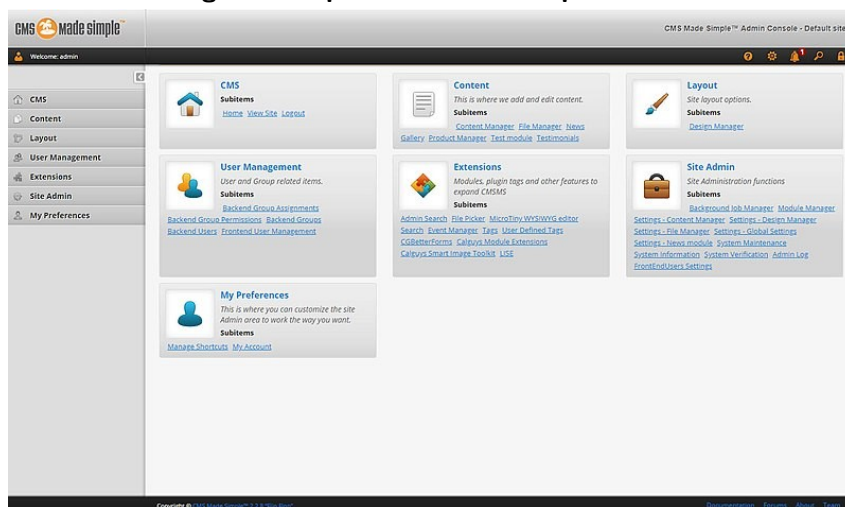 CMS made simple™
CMS Made Simple™ Admin Console - Default site
Welcome: admin
1
CMS
Content
Layout
User Management
Extensions
Site Admin
My Preferences
CMS
Subitems
Home View Site Logout
Content
This is where we add and edit content.
Subitems
Content Manager File Manager News
Gallery Product Manager Test module Testimonials
Layout
Site layout options.
Subitems
Design Manager
User Management
User and Group related items.
Subitems
Backend Group Assignments
Backend Group Permissions Backend Groups
Backend Users Frontend User Management
Extensions
Modules, plugin tags and other features to
expand CMSMS
Subitems
Admin Search File Picker MicroTiny WYSIWYG editor
Search Event Manager Tags User Defined Tags
CGBetterForms Calguys Module Extensions
Calguys Smart Image Toolkit LISE
Site Admin
Site Administration functions
Subitems
Background Job Manager Module Manager
Settings - Content Manager Settings - Design Manager
Settings - File Manager Settings - Global Settings
Settings - News module System Maintenance
System Information System Verification Admin Log
FrontEndUsers Settings
My Preferences
This is where you can customize the site
Admin area to work the way you want.
Subitems
Manage Shortcuts My Account
Copyright © CMS Made Simple™
Documentation Forums About Team